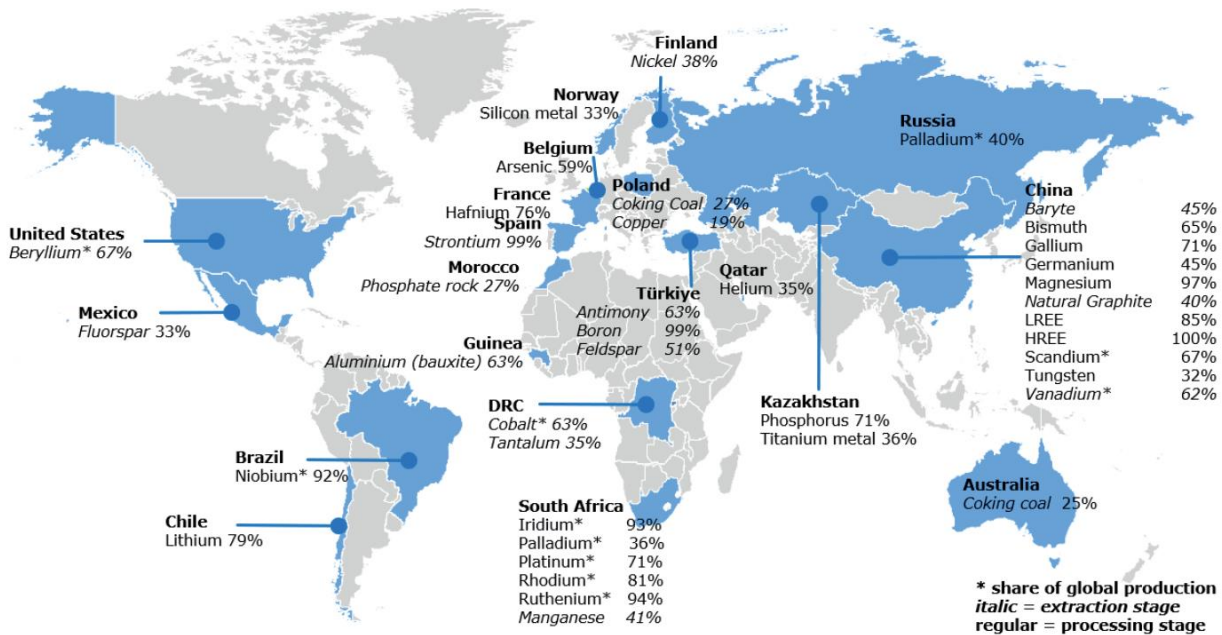 Finland
Nickel 38%
Norway
Silicon metal 33%
Belgium
Arsenic 59%
France
Hafnium 76%
Spain
Strontium 99%
Morocco
Phosphate rock 27%
Poland
Coking Coal 27%
Copper 19%
Russia
Palladium* 40%
United States
Beryllium* 67%
Mexico
Fluorspar 33%
Guinea
Aluminium (bauxite) 63%
Türkiye
Antimony 63%
Boron 99%
Feldspar 51%
Qatar
Helium 35%
China
Baryte 45%
Bismuth 65%
Gallium 71%
Germanium 45%
Magnesium 97%
Natural Graphite 40%
LREE 85%
HREE 100%
Scandium* 67%
Tungsten 32%
Vanadium* 62%
Kazakhstan
Phosphorus 71%
Titanium metal 36%
DRC
Cobalt* 63%
Tantalum 35%
Brazil
Niobium* 92%
Chile
Lithium 79%
South Africa
Iridium* 93%
Palladium* 36%
Platinum* 71%
Rhodium* 81%
Ruthenium* 94%
Manganese 41%
Australia
Coking coal 25%
* share of global production
italic = extraction stage
regular = processing stage